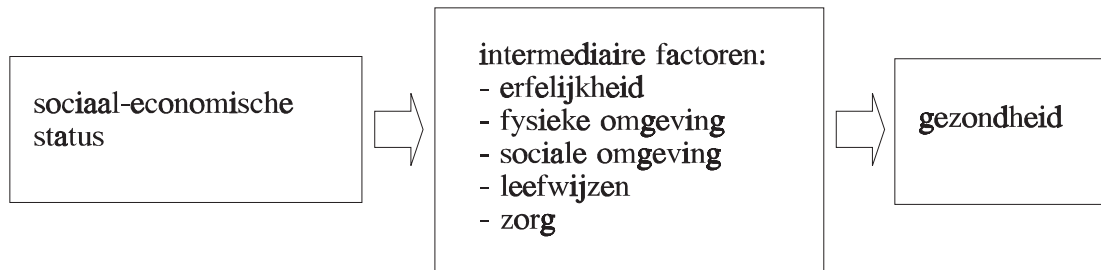 sociaal-economische
status
intermediaire factoren:
- erfelijkheid
- fysieke omgeving
- sociale omgeving
- leefwijzen
- zorg
gezondheid